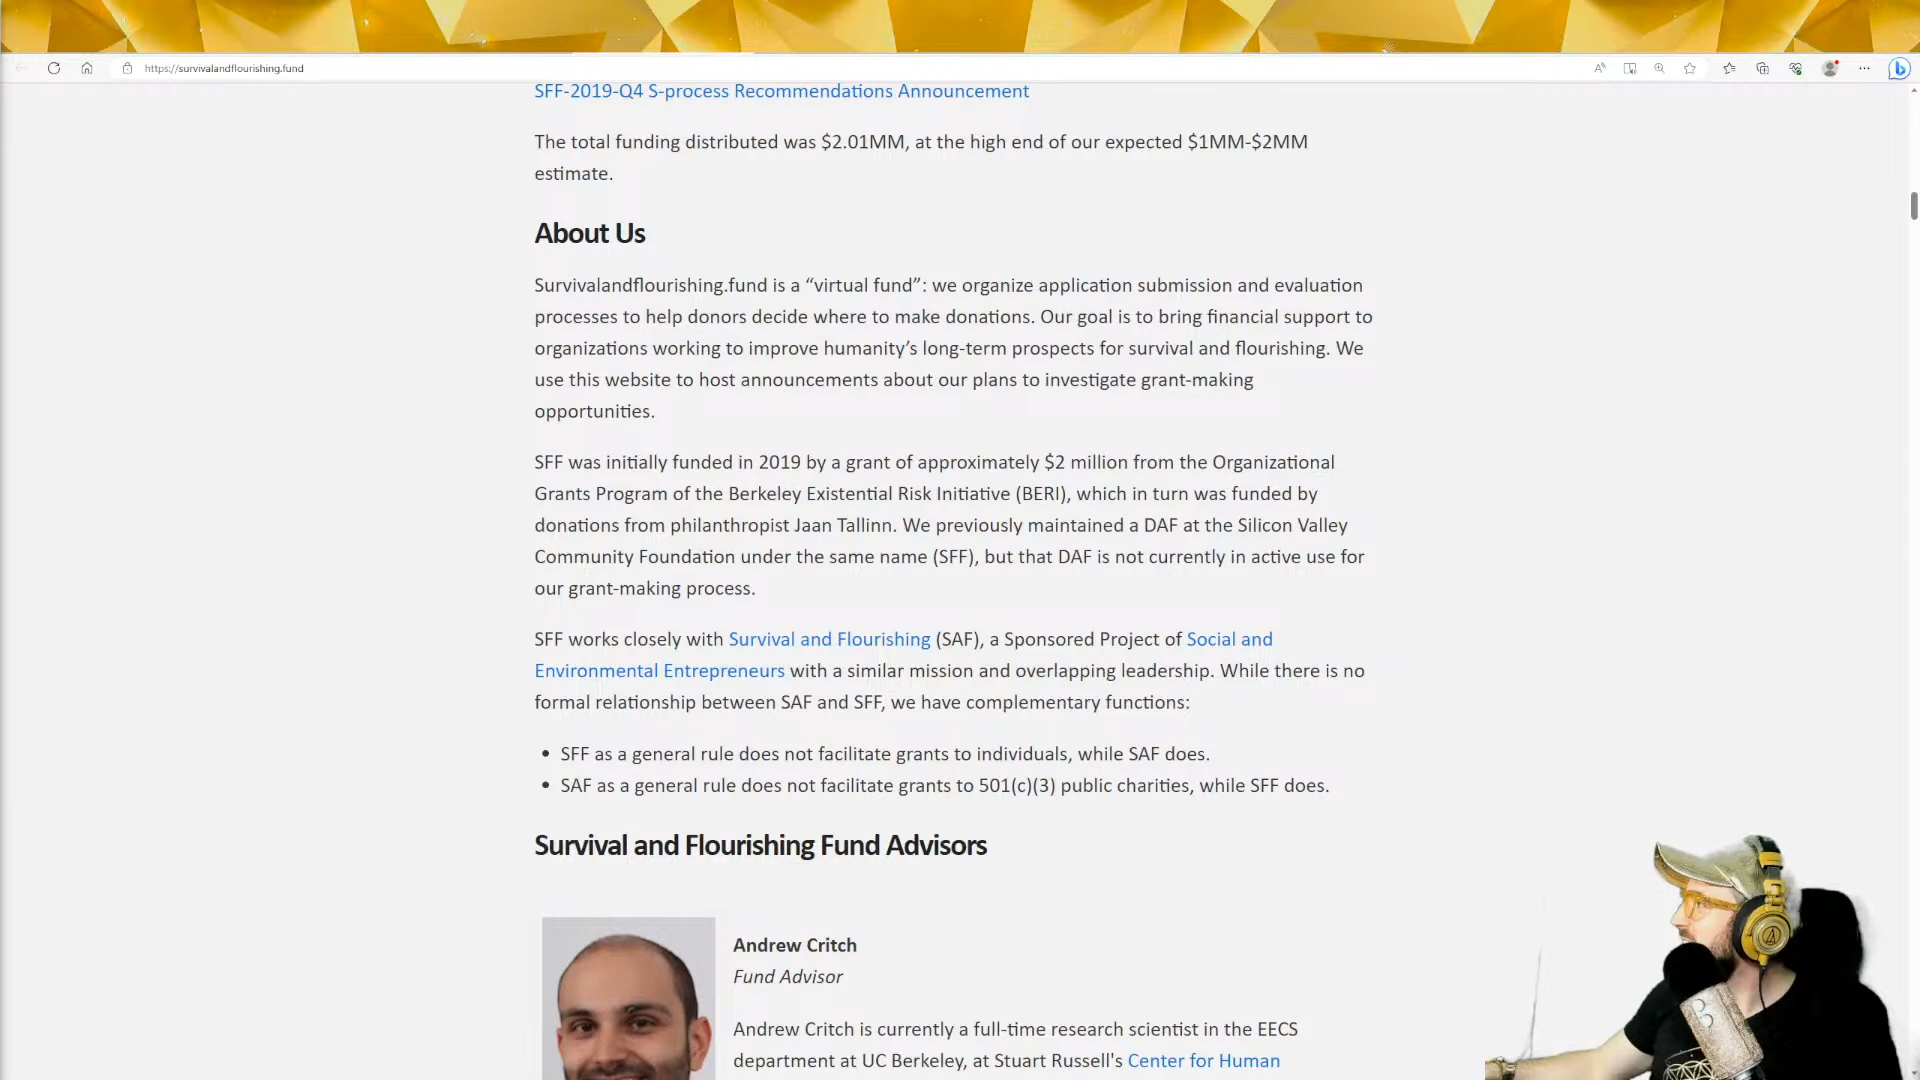 https://survivalandflourishing.fund
SFF-2019-Q4 S-process Recommendations Announcement
The total funding distributed was $2.01MM, at the high end of our expected $1MM-$2MM
estimate.
About Us
Survivalandflourishing.fund is a “virtual fund”: we organize application submission and evaluation
processes to help donors decide where to make donations. Our goal is to bring financial support to
organizations working to improve humanity’s long-term prospects for survival and flourishing. We
use this website to host announcements about our plans to investigate grant-making
opportunities.
SFF was initially funded in 2019 by a grant of approximately $2 million from the Organizational
Grants Program of the Berkeley Existential Risk Initiative (BERI), which in turn was funded by
donations from philanthropist Jaan Tallinn. We previously maintained a DAF at the Silicon Valley
Community Foundation under the same name (SFF), but that DAF is not currently in active use for
our grant-making process.
SFF works closely with Survival and Flourishing (SAF), a Sponsored Project of Social and
Environmental Entrepreneurs with a similar mission and overlapping leadership. While there is no
formal relationship between SAF and SFF, we have complementary functions:
• SFF as a general rule does not facilitate grants to individuals, while SAF does.
• SAF as a general rule does not facilitate grants to 501(c)(3) public charities, while SFF does.
Survival and Flourishing Fund Advisors
Andrew Critch
Fund Advisor
Andrew Critch is currently a full-time research scientist in the EECS
department at UC Berkeley, at Stuart Russell's Center for Human